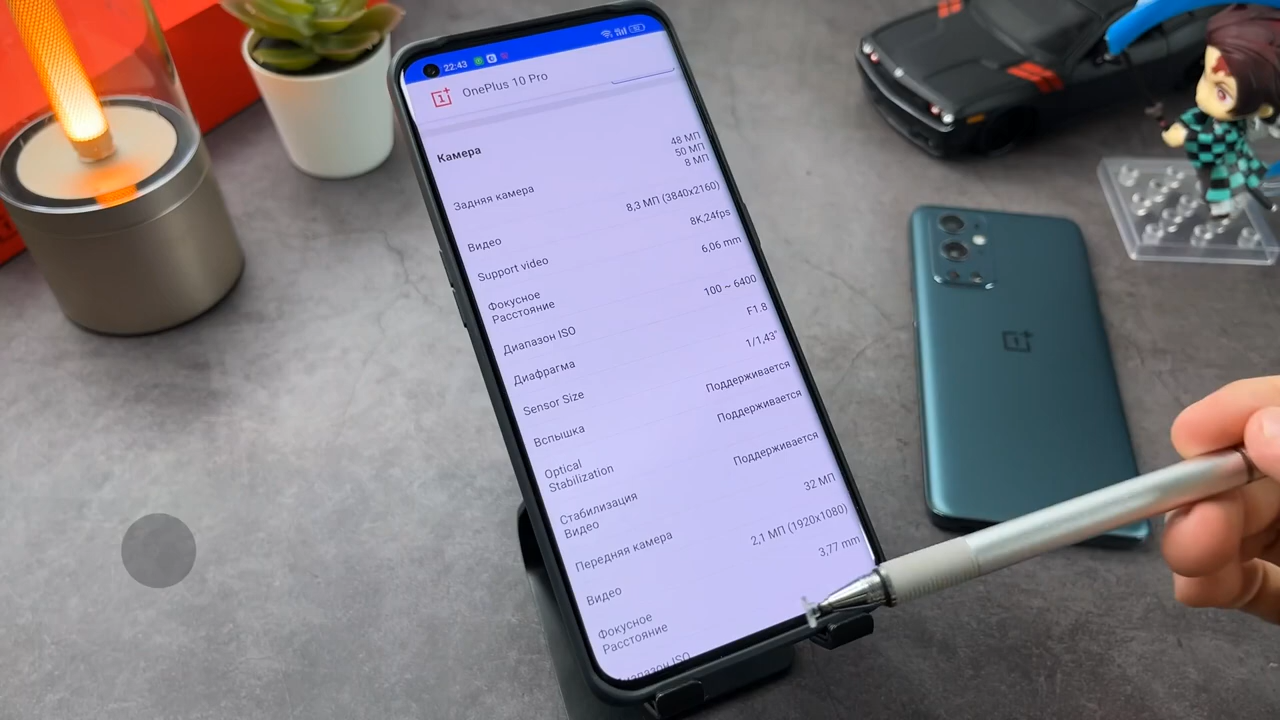 22:43
OnePlus 10 Pro
Камера
48 МП
50 МП
8 МП
Задняя камера
8,3 МП (3840x2160)
Видео
8K,24fps
Support video
6,06 mm
Фокусное
Расстояние
100 ~ 6400
Диапазон ISO
F1.8
Диафрагма
1/1,43"
Sensor Size
Поддерживается
Вспышка
Поддерживается
Optical
Stabilization
Поддерживается
Стабилизация
Видео
32 МП
Передняя камера
2,1 МП (1920x1080)
Видео
3,77 mm
Фокусное
Расстояние
Диапазон ISO